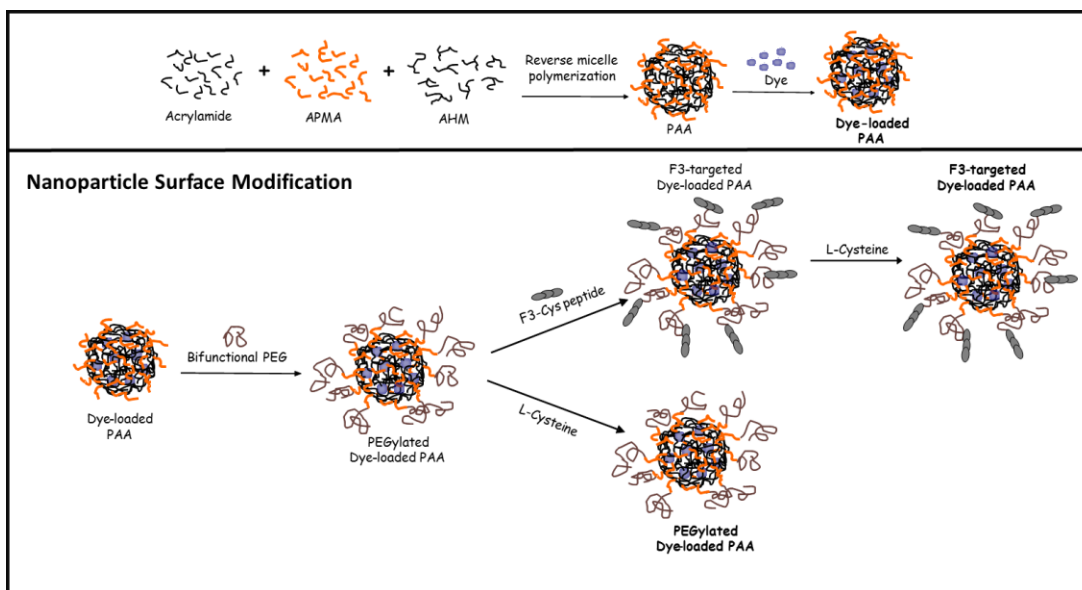 Acrylamide
+
APMA
+
AHM
Reverse micelle
polymerization
PAA
Dye
Dye-loaded
PAA
Nanoparticle Surface Modification
Dye-loaded
PAA
Bifunctional PEG
PEGylated
Dye-loaded PAA
F3-Cys peptide
F3-targeted
Dye-loaded PAA
L-Cysteine
F3-targeted
Dye-loaded PAA
L-Cysteine
PEGylated
Dye-loaded PAA